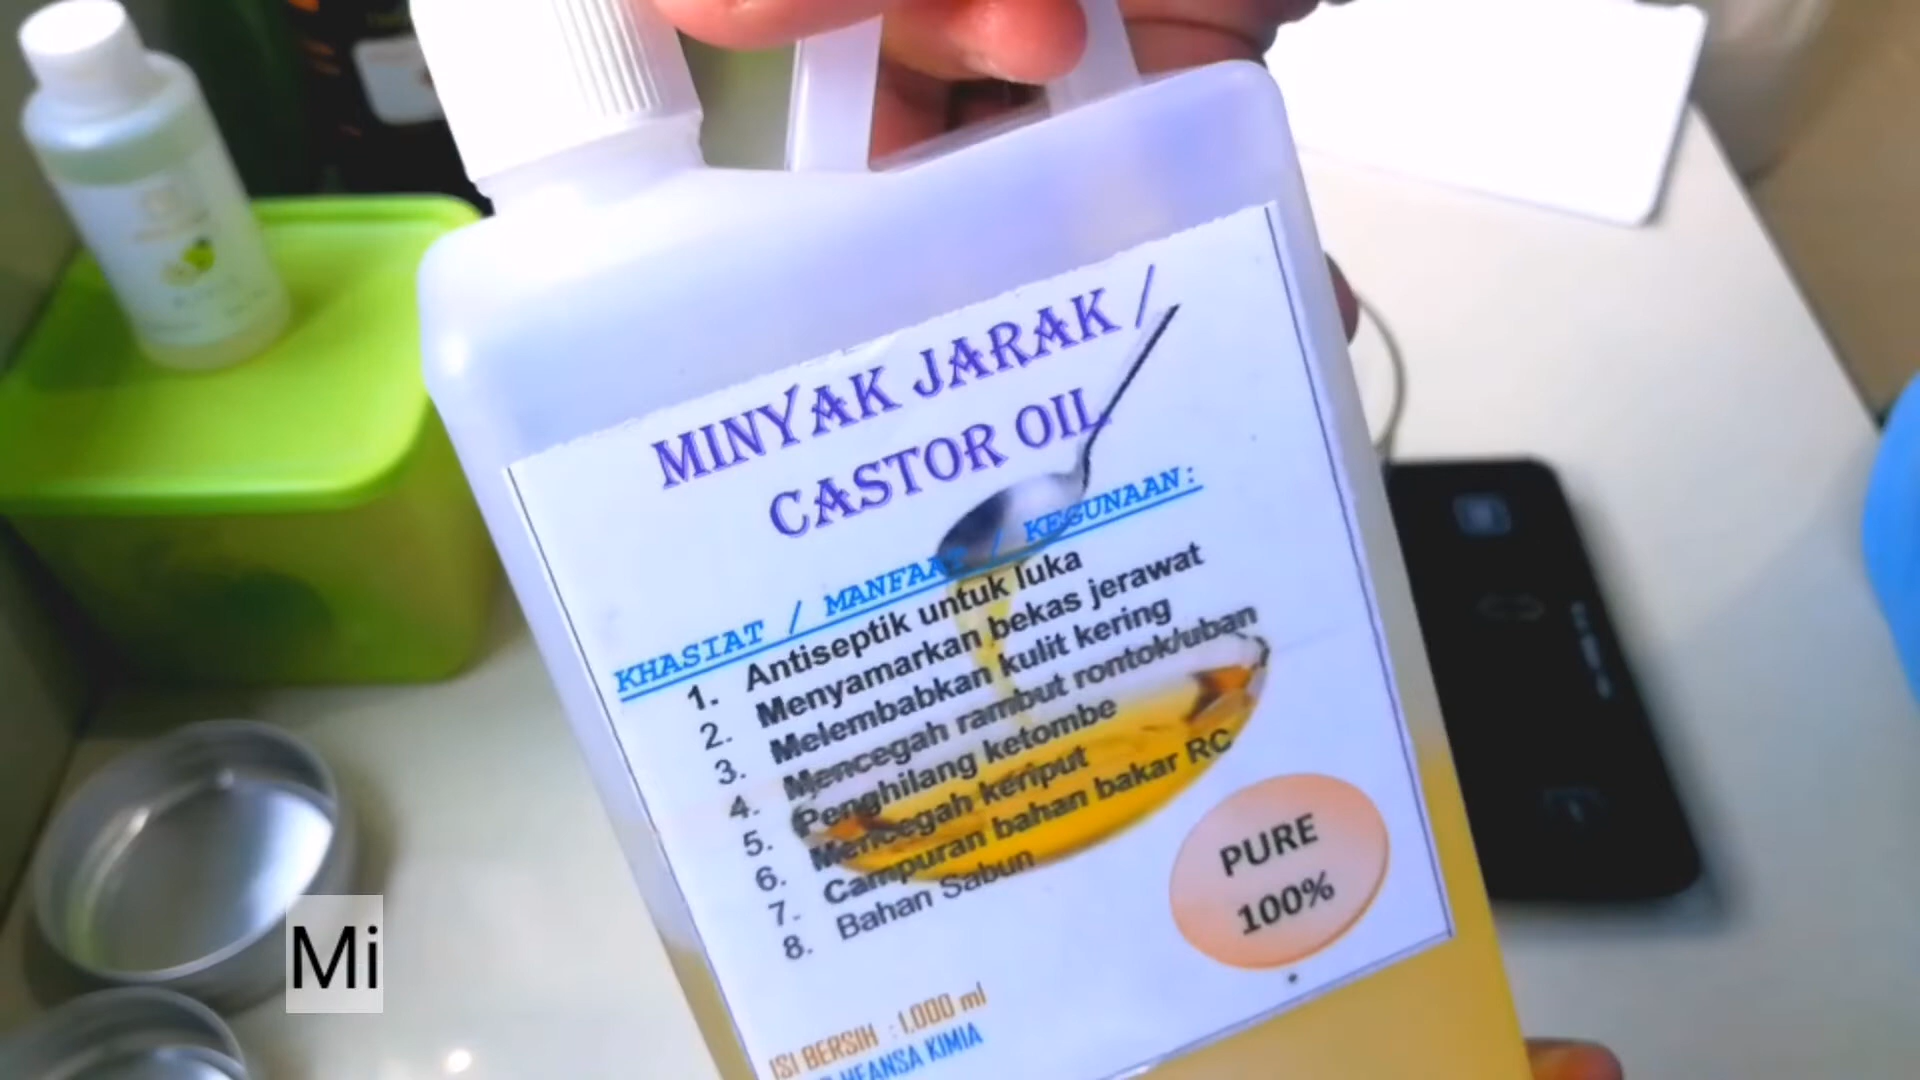 MINYAK JARAK /
CASTOR OIL
KHASIAT / MANFAAT / KEGUNAAN:
1. Antiseptik untuk luka
2. Menyamarkan bekas jerawat
3. Melembabkan kulit kering
4. Mencegah rambut rontok/uban
5. Penghilang ketombe
6. Mencegah keriput
7. Campuran bahan bakar RC
8. Bahan Sabun
PURE
100%
ISI BERSIH : 1.000 ml
HEANSA KIMIA
Mi